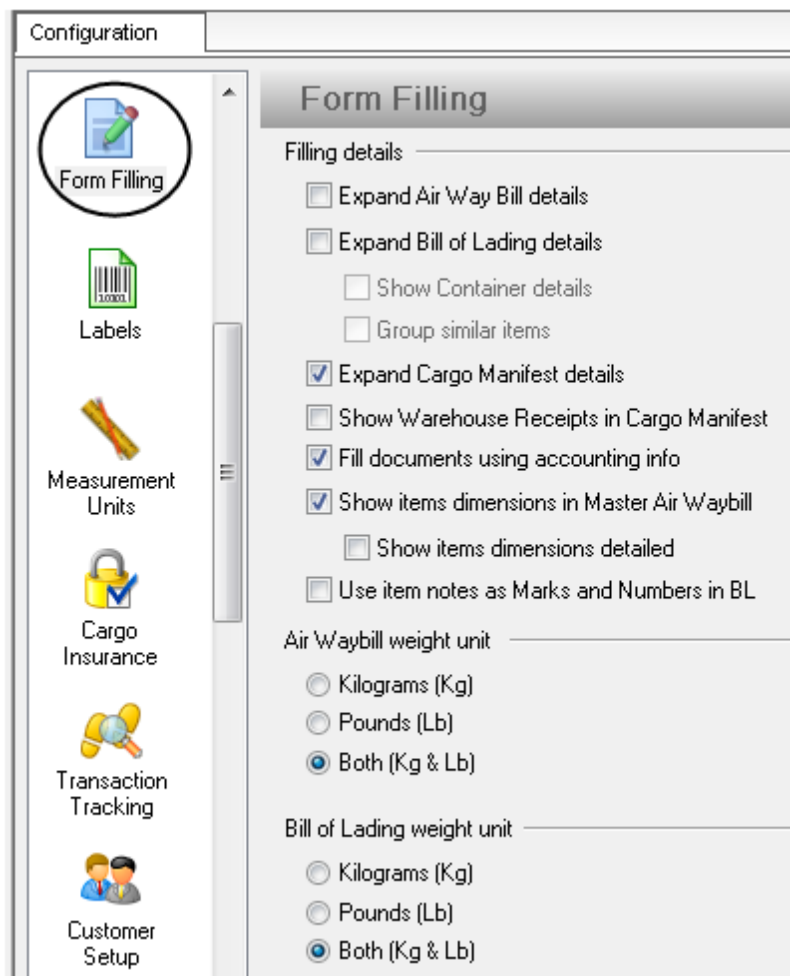 Configuration
Form Filling
Labels
Measurement
Units
Cargo
Insurance
Transaction
Tracking
Customer
Setup
Form Filling
Filling details
Expand Air Way Bill details
Expand Bill of Lading details
Show Container details
Group similar items
Expand Cargo Manifest details
Show Warehouse Receipts in Cargo Manifest
Fill documents using accounting info
Show items dimensions in Master Air Waybill
Show items dimensions detailed
Use item notes as Marks and Numbers in BL
Air Waybill weight unit
Kilograms (Kg)
Pounds (Lb)
Both (Kg & Lb)
Bill of Lading weight unit
Kilograms (Kg)
Pounds (Lb)
Both (Kg & Lb)